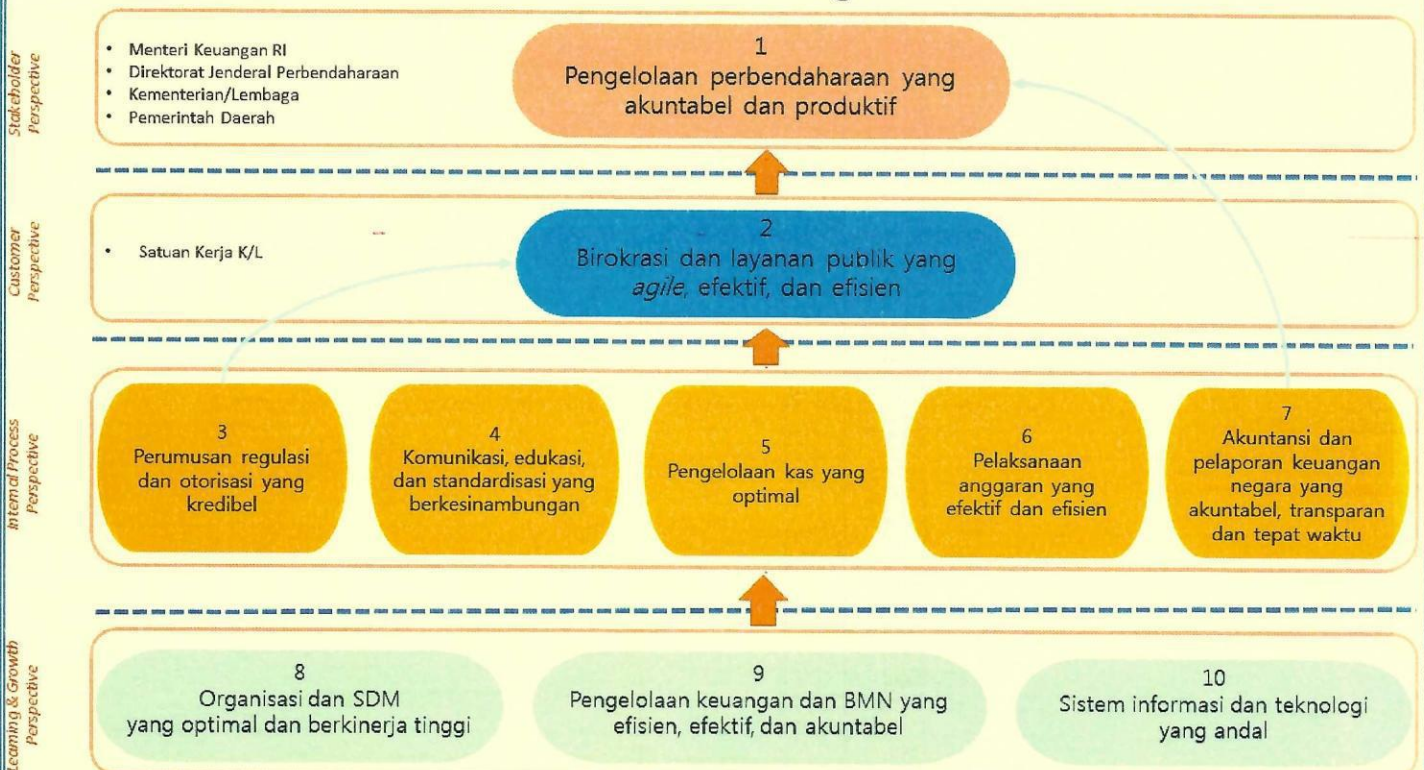 Stakeholder
Perspective
• Menteri Keuangan RI
• Direktorat Jenderal Perbendaharaan
• Kementerian/Lembaga
• Pemerintah Daerah
1
Pengelolaan perbendaharaan yang
akuntabel dan produktif
Customer
Perspective
• Satuan Kerja K/L
2
Birokrasi dan layanan publik yang
agile, efektif, dan efisien
Internal Process
Perspective
3
Perumusan regulasi
dan otorisasi yang
kredibel
4
Komunikasi, edukasi,
dan standardisasi yang
berkesinambungan
5
Pengelolaan kas yang
optimal
6
Pelaksanaan
anggaran yang
efektif dan efisien
7
Akuntansi dan
pelaporan keuangan
negara yang
akuntabel, transparan
dan tepat waktu
Learning & Growth
Perspective
8
Organisasi dan SDM
yang optimal dan berkinerja tinggi
9
Pengelolaan keuangan dan BMN yang
efisien, efektif, dan akuntabel
10
Sistem informasi dan teknologi
yang andal